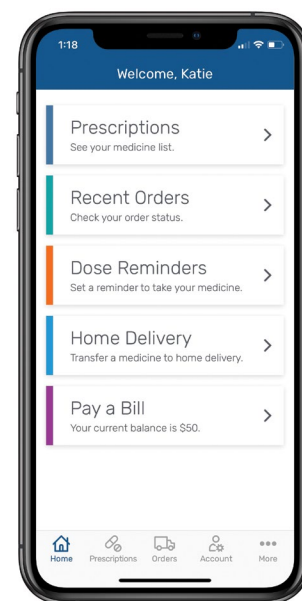 1:18
Welcome, Katie
Prescriptions
See your medicine list.
Recent Orders
Check your order status.
Dose Reminders
Set a reminder to take your medicine.
Home Delivery
Transfer a medicine to home delivery.
Pay a Bill
Your current balance is $50.
Home Prescriptions Orders Account More